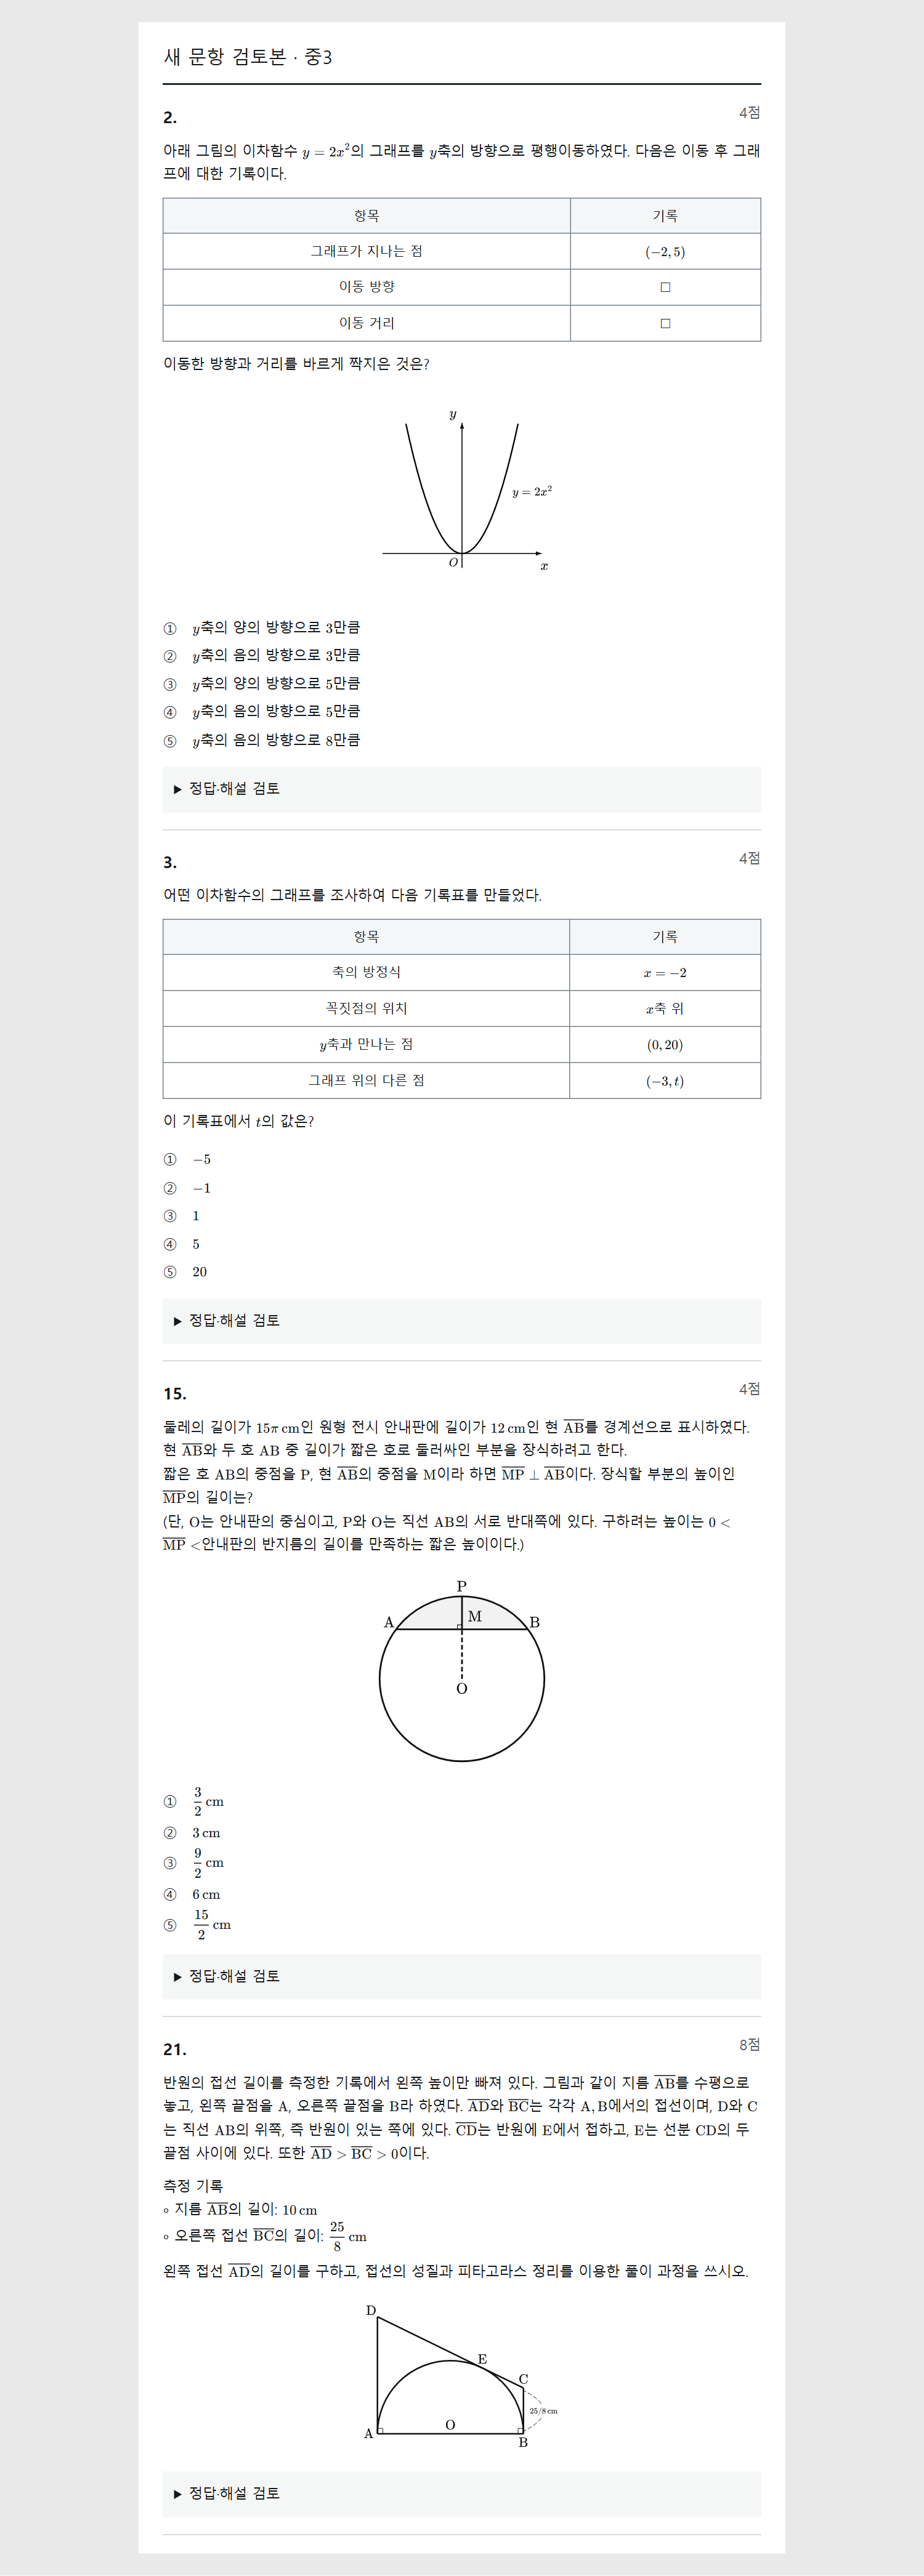 새 문항 검토본 · 중3
2.
4점
아래 그림의 이차함수 y = 2x²의 그래프를 y축의 방향으로 평행이동하였다. 다음은 이동 후 그래
프에 대한 기록이다.
항목 기록
그래프가 지나는 점 (−2, 5)
이동 방향 □
이동 거리 □
이동한 방향과 거리를 바르게 짝지은 것은?
y
y = 2x²
O
x
① y축의 양의 방향으로 3만큼
② y축의 음의 방향으로 3만큼
③ y축의 양의 방향으로 5만큼
④ y축의 음의 방향으로 5만큼
⑤ y축의 음의 방향으로 8만큼
▶ 정답·해설 검토
3.
4점
어떤 이차함수의 그래프를 조사하여 다음 기록표를 만들었다.
항목 기록
축의 방정식 x = −2
꼭짓점의 위치 x축 위
y축과 만나는 점 (0, 20)
그래프 위의 다른 점 (−3, t)
이 기록표에서 t의 값은?
① −5
② −1
③ 1
④ 5
⑤ 20
▶ 정답·해설 검토
15.
4점
둘레의 길이가 15π cm인 원형 전시 안내판에 길이가 12 cm인 현 A̅B̅를 경계선으로 표시하였다.
현 A̅B̅와 두 호 AB 중 길이가 짧은 호로 둘러싸인 부분을 장식하려고 한다.
짧은 호 AB의 중점을 P, 현 A̅B̅의 중점을 M이라 하면 M̅P̅ ⊥ A̅B̅이다. 장식할 부분의 높이인
M̅P̅의 길이는?
(단, O는 안내판의 중심이고, P와 O는 직선 AB의 서로 반대쪽에 있다. 구하려는 높이는 0 <
M̅P̅ <안내판의 반지름의 길이를 만족하는 짧은 높이이다.)
P
A
M
B
O
① 3/2 cm
② 3 cm
③ 9/2 cm
④ 6 cm
⑤ 15/2 cm
▶ 정답·해설 검토
21.
8점
반원의 접선 길이를 측정한 기록에서 왼쪽 높이만 빠져 있다. 그림과 같이 지름 A̅B̅를 수평으로
놓고, 왼쪽 끝점을 A, 오른쪽 끝점을 B라 하였다. A̅D̅와 B̅C̅는 각각 A, B에서의 접선이며, D와 C
는 직선 AB의 위쪽, 즉 반원이 있는 쪽에 있다. C̅D̅는 반원에 E에서 접하고, E는 선분 CD의 두
끝점 사이에 있다. 또한 A̅D̅ > B̅C̅ > 0이다.
측정 기록
∘ 지름 A̅B̅의 길이: 10 cm
∘ 오른쪽 접선 B̅C̅의 길이: 25/8 cm
왼쪽 접선 A̅D̅의 길이를 구하고, 접선의 성질과 피타고라스 정리를 이용한 풀이 과정을 쓰시오.
D
E
C
25/8 cm
O
A
B
▶ 정답·해설 검토